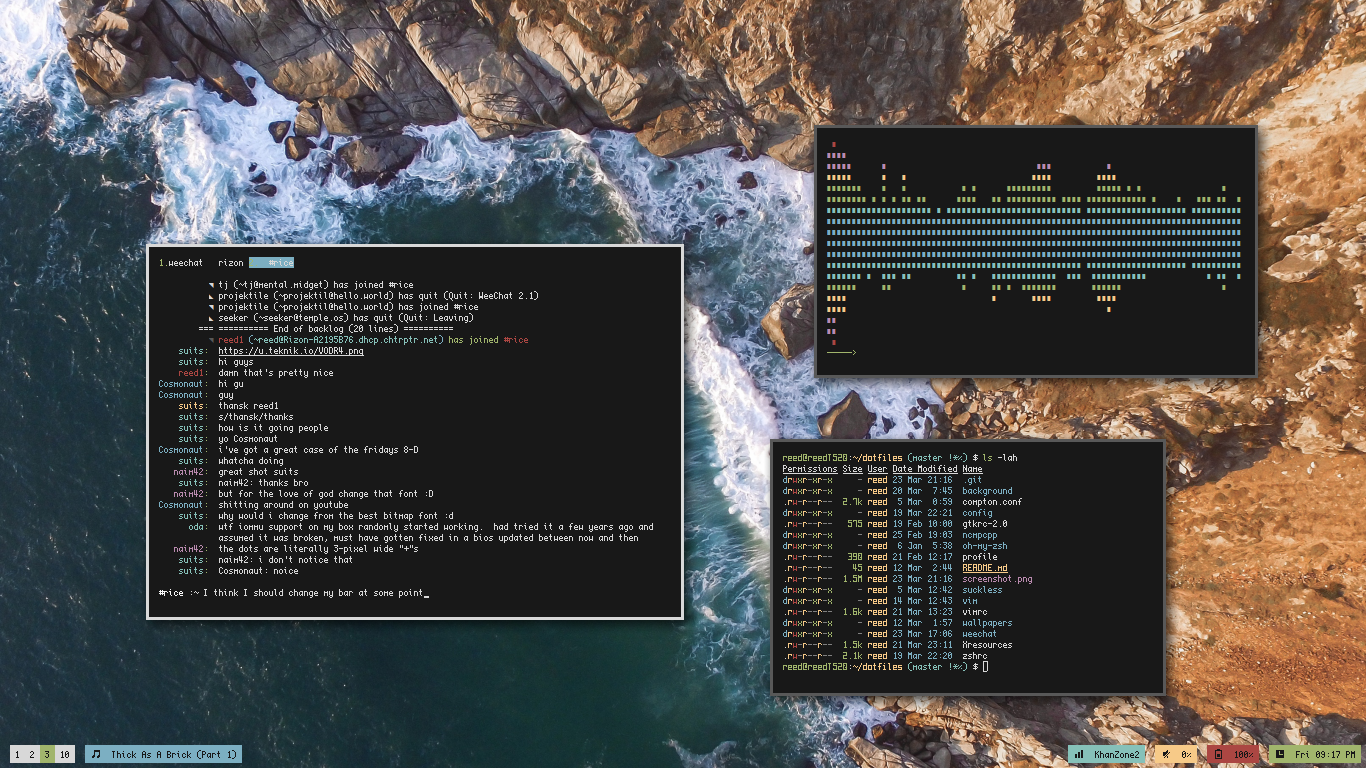 1.weechat rizon #rice
tj (~tj@mental.midget) has joined #rice
projektile (~projektil@hello.world) has quit (Quit: WeeChat 2.1)
projektile (~projektil@hello.world) has joined #rice
seeker (~seeker@temple.os) has quit (Quit: Leaving)
=== ========== End of backlog (20 lines) ==========
reed1 (~reed@Rizon-A2195B76.dhcp.chtrptr.net) has joined #rice
suits: https://u.teknik.io/VODR4.png
suits: hi guys
reed1: damn that's pretty nice
Cosmonaut: hi gu
Cosmonaut: guy
suits: thansk reed1
suits: s/thansk/thanks
suits: how is it going people
suits: yo Cosmonaut
Cosmonaut: i've got a great case of the fridays 8-D
suits: whatcha doing
naim42: great shot suits
suits: naim42: thanks bro
naim42: but for the love of god change that font :D
Cosmonaut: shitting around on youtube
suits: why would i change from the best bitmap font :d
oda: wtf iommu support on my box randomly started working. had tried it a few years ago and
assumed it was broken, must have gotten fixed in a bios updated between now and then
naim42: the dots are literally 3-pixel wide "+"s
suits: naim42: i don't notice that
suits: Cosmonaut: noice
#rice :~ I think I should change my bar at some point_
reed@reedT520:~/dotfiles (master !*%) $ ls -lah
Permissions Size User Date Modified Name
drwxr-xr-x - reed 23 Mar 21:16 .git
drwxr-xr-x - reed 20 Mar 7:45 background
.rw-r--r-- 2.7k reed 5 Mar 0:59 compton.conf
drwxr-xr-x - reed 19 Mar 22:21 config
.rw-r--r-- 575 reed 19 Feb 10:00 gtkrc-2.0
drwxr-xr-x - reed 25 Feb 19:03 ncmpcpp
drwxr-xr-x - reed 6 Jan 5:38 oh-my-zsh
.rw-r--r-- 390 reed 21 Feb 12:17 profile
.rw-r--r-- 45 reed 12 Mar 2:44 README.md
.rw-r--r-- 1.5M reed 23 Mar 21:16 screenshot.png
drwxr-xr-x - reed 5 Mar 12:42 suckless
drwxr-xr-x - reed 14 Mar 12:43 vim
.rw-r--r-- 1.6k reed 21 Mar 13:23 vimrc
drwxr-xr-x - reed 12 Mar 1:57 wallpapers
drwxr-xr-x - reed 23 Mar 17:06 weechat
.rw-r--r-- 1.5k reed 21 Mar 23:11 Xresources
.rw-r--r-- 2.1k reed 19 Mar 22:20 zshrc
reed@reedT520:~/dotfiles (master !*%) $
1 2 3 10 Thick As A Brick (Part 1) KhanZone2 0% 100% Fri 09:17 PM